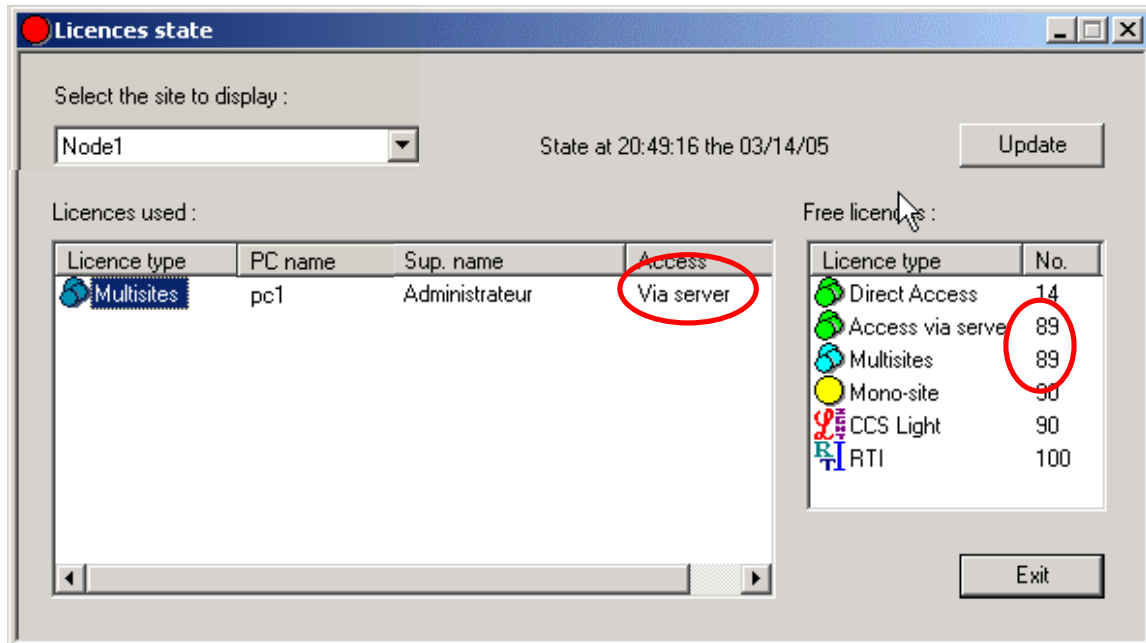 Licences state
Select the site to display :
Node1
State at 20:49:16 the 03/14/05
Update
Licences used :
Free licences :
Licence type PC name Sup. name Access
Multisites pc1 Administrateur Via server
Licence type No.
Direct Access 14
Access via serve 89
Multisites 89
Mono-site 90
CCS Light 90
RTI 100
Exit